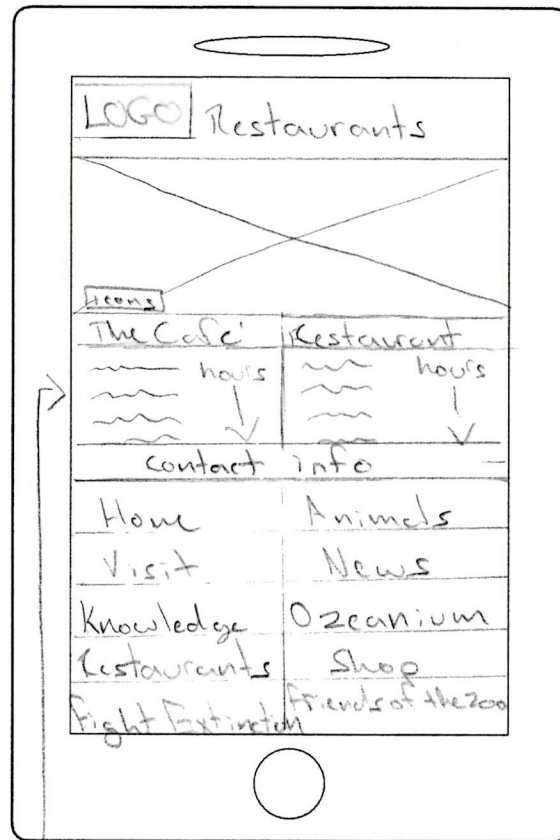 LOGO Restaurants
icons
The Café Restaurant
hours hours
contact info
Home Animals
Visit News
Knowledge Ozeanium
Restaurants Shop
Fight Extinction Friends of the Zoo